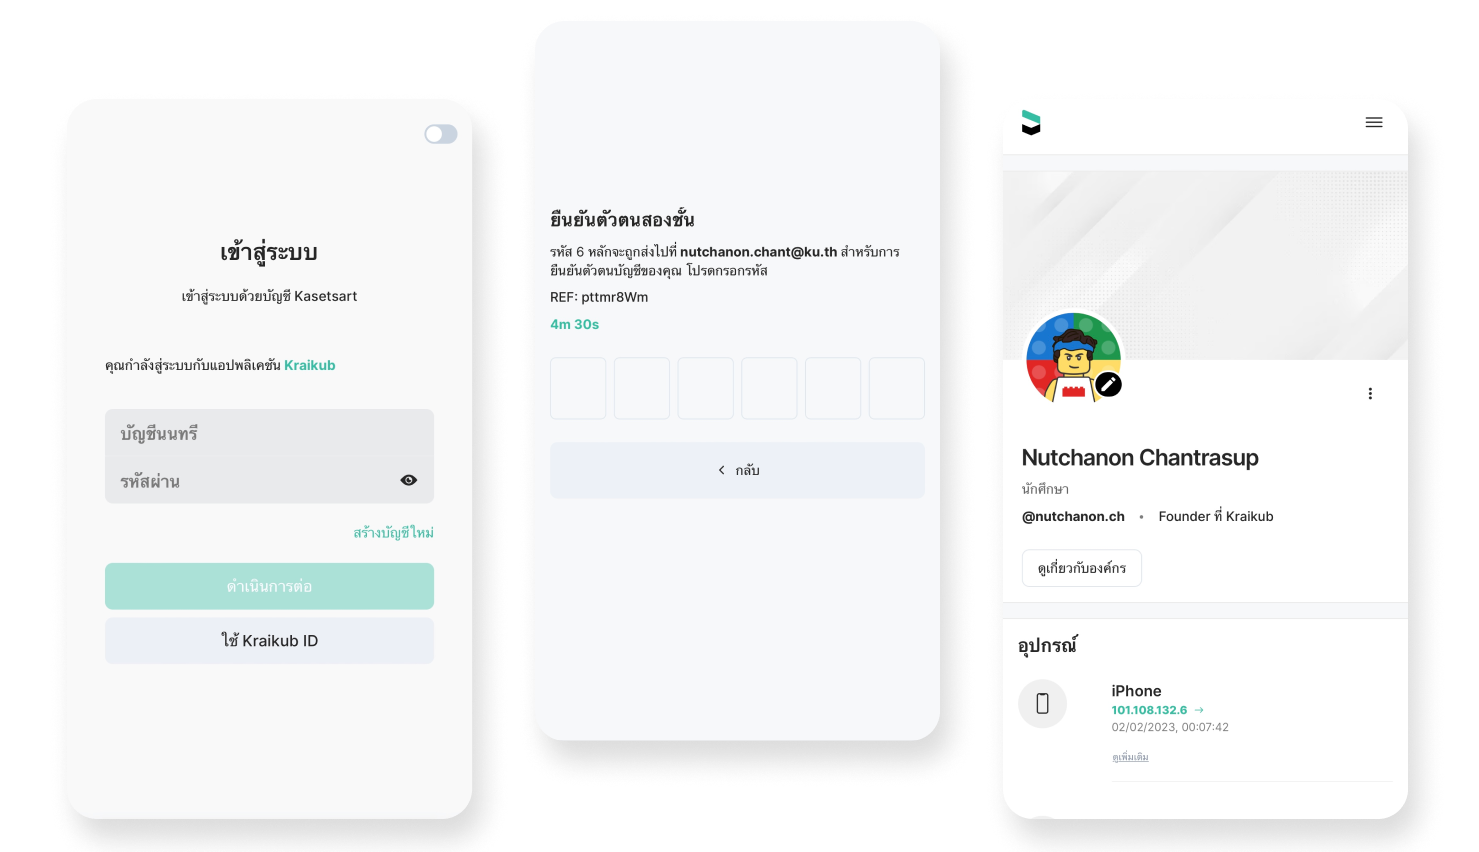 เข้าสู่ระบบ
เข้าสู่ระบบด้วยบัญชี Kasetsart
คุณกำลังสู่ระบบกับแอปพลิเคชัน Kraikub
บัญชีนนทรี
รหัสผ่าน
สร้างบัญชีใหม่
ดำเนินการต่อ
ใช้ Kraikub ID
ยืนยันตัวตนสองชั้น
รหัส 6 หลักจะถูกส่งไปที่ nutchanon.chant@ku.th สำหรับการ
ยืนยันตัวตนบัญชีของคุณ โปรดกรอกรหัส
REF: pttmr8Wm
4m 30s
กลับ
Nutchanon Chantrasup
นักศึกษา
@nutchanon.ch • Founder ที่ Kraikub
ดูเกี่ยวกับองค์กร
อุปกรณ์
iPhone
101.108.132.6 →
02/02/2023, 00:07:42
ดูเพิ่มเติม